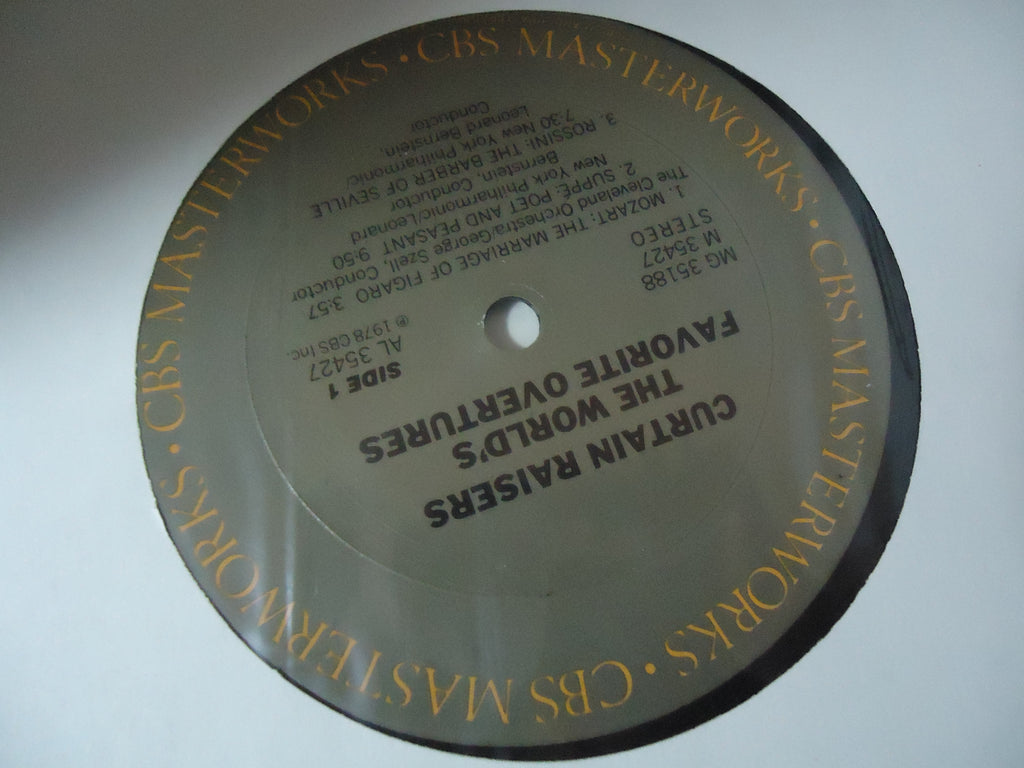 CBS MASTERWORKS • CBS MASTERWORKS • CBS MASTERWORKS • CBS MASTERWORKS •
CURTAIN RAISERS
THE WORLD'S
FAVORITE OVERTURES
MG 35188
M 35427
STEREO
SIDE 1
AL 35427
℗ 1978 CBS Inc.
1. MOZART: THE MARRIAGE OF FIGARO 3:57
The Cleveland Orchestra/George Szell, Conductor
2. SUPPÉ: POET AND PEASANT 9:50
New York Philharmonic/Leonard
Bernstein, Conductor
3. ROSSINI: THE BARBER OF SEVILLE
7:30 New York Philharmonic/
Leonard Bernstein,
Conductor